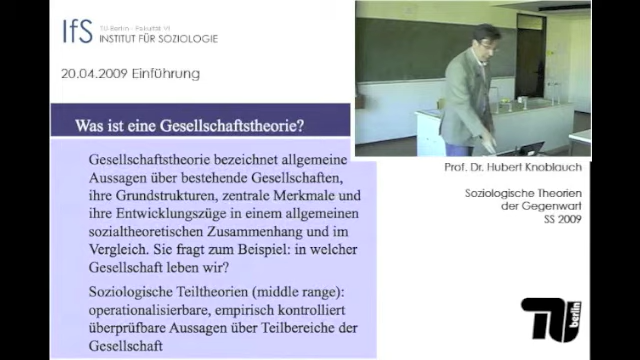 IfS
TU Berlin - Fakultät VI
INSTITUT FÜR SOZIOLOGIE
20.04.2009 Einführung
Was ist eine Gesellschaftstheorie?
Gesellschaftstheorie bezeichnet allgemeine
Aussagen über bestehende Gesellschaften,
ihre Grundstrukturen, zentrale Merkmale und
ihre Entwicklungszüge in einem allgemeinen
sozialtheoretischen Zusammenhang und im
Vergleich. Sie fragt zum Beispiel: in welcher
Gesellschaft leben wir?
Soziologische Teiltheorien (middle range):
operationalisierbare, empirisch kontrolliert
überprüfbare Aussagen über Teilbereiche der
Gesellschaft
Prof. Dr. Hubert Knoblauch
Soziologische Theorien
der Gegenwart
SS 2009
TU berlin